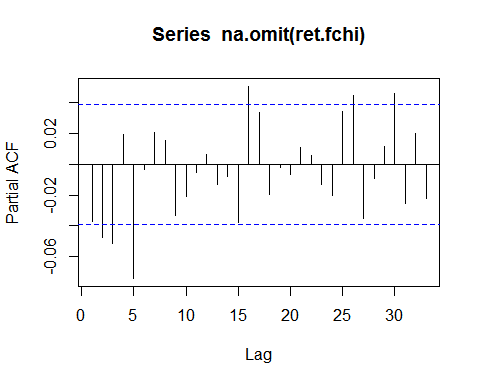 Series na.omit(ret.fchi)
Partial ACF
0.02
-0.02
-0.06
0 5 10 15 20 25 30
Lag